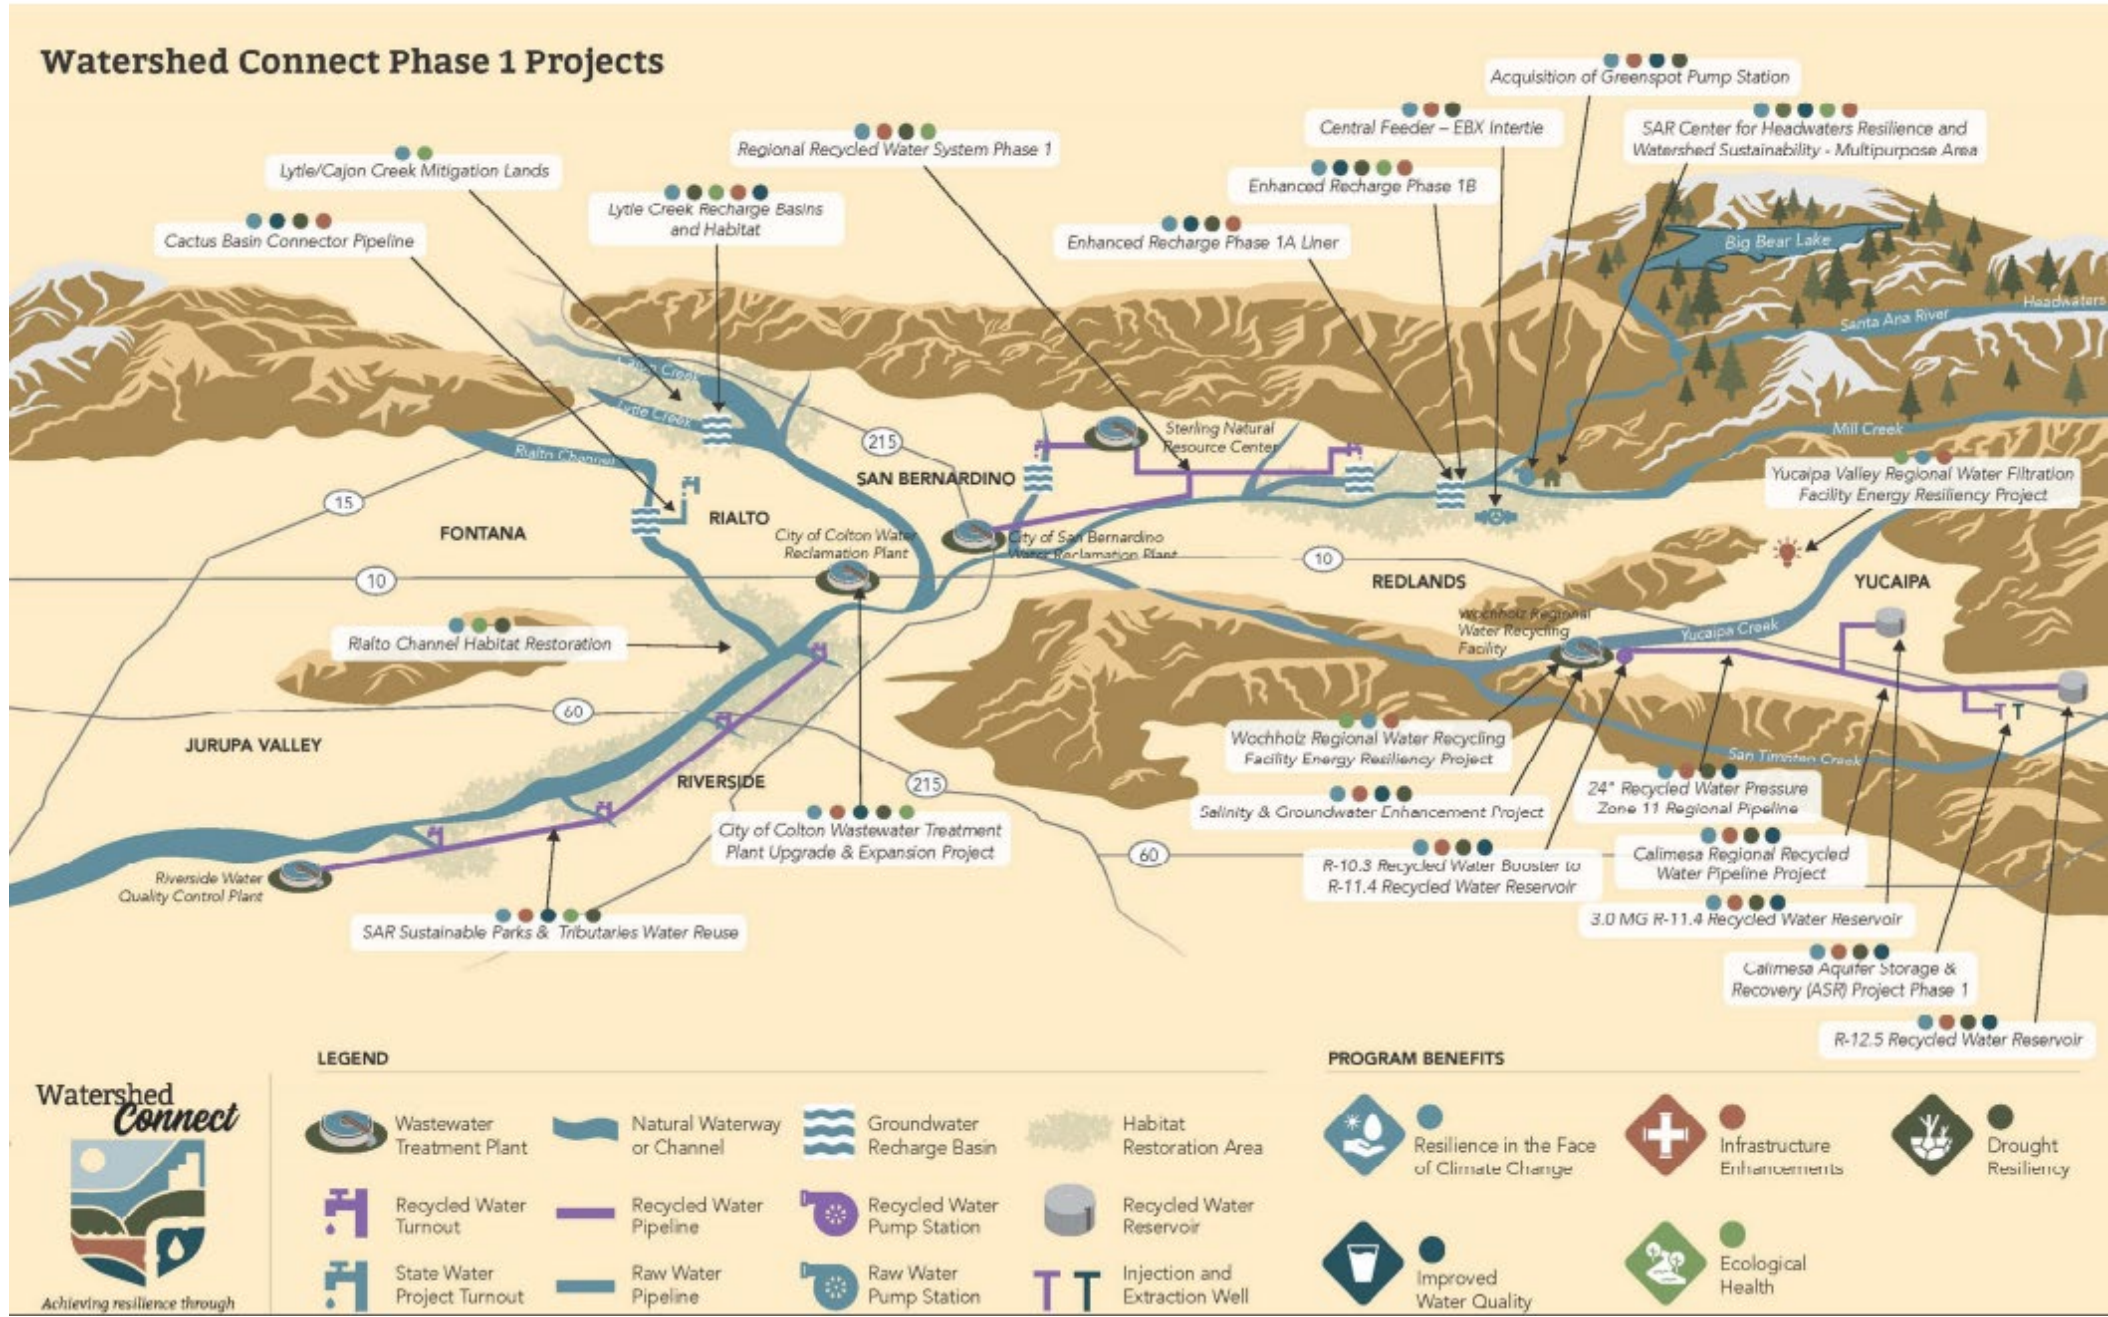 Watershed Connect Phase 1 Projects
Acquisition of Greenspot Pump Station
Central Feeder – EBX Intertie
SAR Center for Headwaters Resilience and
Watershed Sustainability - Multipurpose Area
Regional Recycled Water System Phase 1
Lytle/Cajon Creek Mitigation Lands
Enhanced Recharge Phase 1B
Lytle Creek Recharge Basins
and Habitat
Cactus Basin Connector Pipeline
Enhanced Recharge Phase 1A Liner
Big Bear Lake
Headwaters
Santa Ana River
Creek
Lytle Creek
Mill Creek
215
Sterling Natural
Resource Center
Rialto Channel
SAN BERNARDINO
Yucaipa Valley Regional Water Filtration
Facility Energy Resiliency Project
15
FONTANA
RIALTO
City of Colton Water
Reclamation Plant
City of San Bernardino
Water Reclamation Plant
10
10
REDLANDS
YUCAIPA
Wochholz Regional
Water Recycling
Facility
Yucaipa Creek
Rialto Channel Habitat Restoration
60
JURUPA VALLEY
RIVERSIDE
215
Wochholz Regional Water Recycling
Facility Energy Resiliency Project
San Timoteo Creek
24" Recycled Water Pressure
Zone 11 Regional Pipeline
Salinity & Groundwater Enhancement Project
City of Colton Wastewater Treatment
Plant Upgrade & Expansion Project
60
R-10.3 Recycled Water Booster to
R-11.4 Recycled Water Reservoir
Calimesa Regional Recycled
Water Pipeline Project
Riverside Water
Quality Control Plant
3.0 MG R-11.4 Recycled Water Reservoir
SAR Sustainable Parks & Tributaries Water Reuse
Calimesa Aquifer Storage &
Recovery (ASR) Project Phase 1
R-12.5 Recycled Water Reservoir
LEGEND
Wastewater
Treatment Plant
Natural Waterway
or Channel
Groundwater
Recharge Basin
Habitat
Restoration Area
Recycled Water
Turnout
Recycled Water
Pipeline
Recycled Water
Pump Station
Recycled Water
Reservoir
State Water
Project Turnout
Raw Water
Pipeline
Raw Water
Pump Station
Injection and
Extraction Well
PROGRAM BENEFITS
Resilience in the Face
of Climate Change
Infrastructure
Enhancements
Drought
Resiliency
Improved
Water Quality
Ecological
Health
Watershed
Connect
Achieving resilience through